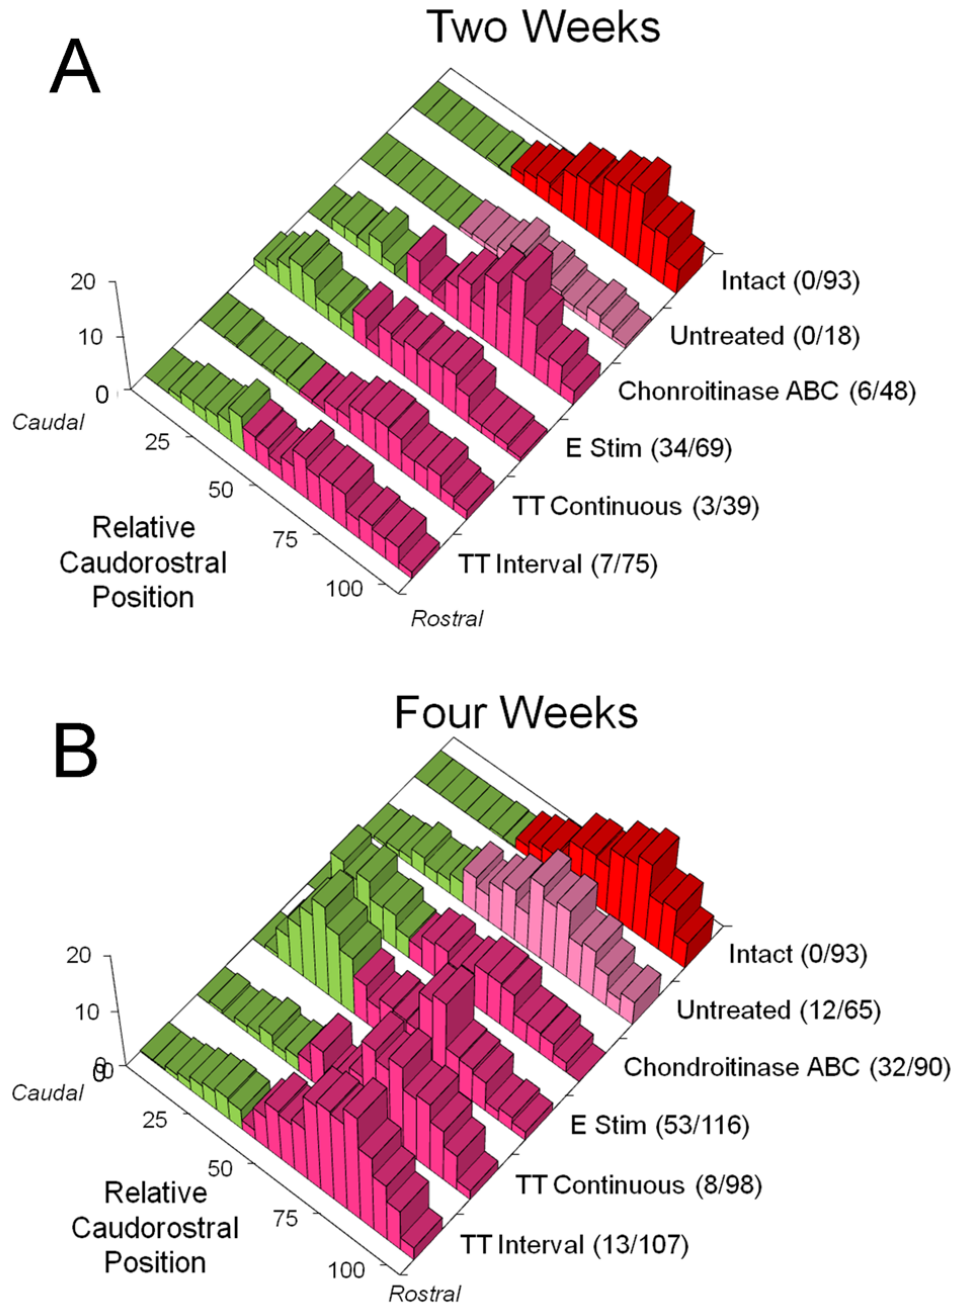 A
Two Weeks
20
10
0
Caudal
25
50
75
100
Rostral
Relative
Caudorostral
Position
Intact (0/93)
Untreated (0/18)
Chonroitinase ABC (6/48)
E Stim (34/69)
TT Continuous (3/39)
TT Interval (7/75)
B
Four Weeks
20
10
Caudal
25
50
75
100
Rostral
Relative
Caudorostral
Position
Intact (0/93)
Untreated (12/65)
Chondroitinase ABC (32/90)
E Stim (53/116)
TT Continuous (8/98)
TT Interval (13/107)